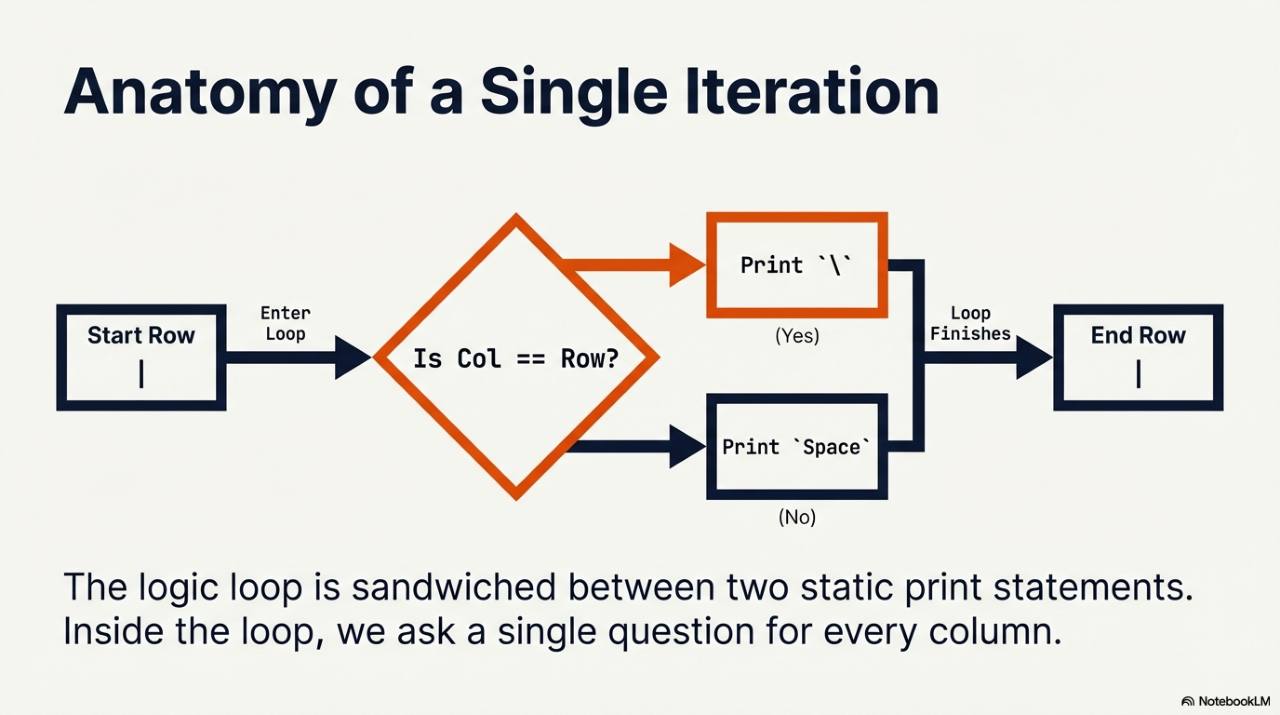 Anatomy of a Single Iteration
Start Row
|
Enter
Loop
Is Col == Row?
Print `\`
(Yes)
Print `Space`
(No)
Loop
Finishes
End Row
|
The logic loop is sandwiched between two static print statements.
Inside the loop, we ask a single question for every column.
NotebookLM